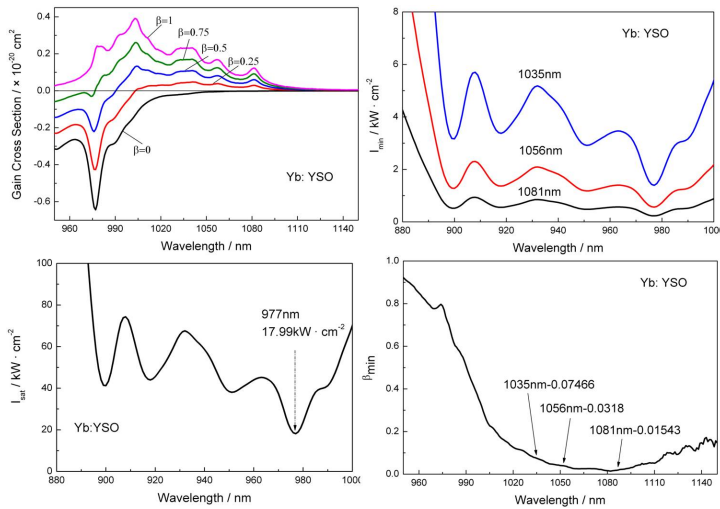 Gain Cross Section / × 10⁻²⁰ cm²
0.4
0.2
0.0
-0.2
-0.4
-0.6
β=1
β=0.75
β=0.5
β=0.25
β=0
Yb: YSO
960 980 1000 1020 1040 1060 1080 1100 1120 1140
Wavelength / nm
I_min / kW · cm⁻²
8
6
4
2
0
Yb: YSO
1035nm
1056nm
1081nm
880 900 920 940 960 980 1000
Wavelength / nm
I_sat / kW · cm⁻²
100
80
60
40
20
0
977nm
17.99kW · cm⁻²
Yb:YSO
880 900 920 940 960 980 1000
Wavelength / nm
β_min
1.0
0.8
0.6
0.4
0.2
0.0
Yb: YSO
1035nm-0.07466
1056nm-0.0318
1081nm-0.01543
960 990 1020 1050 1080 1110 1140
Wavelength / nm